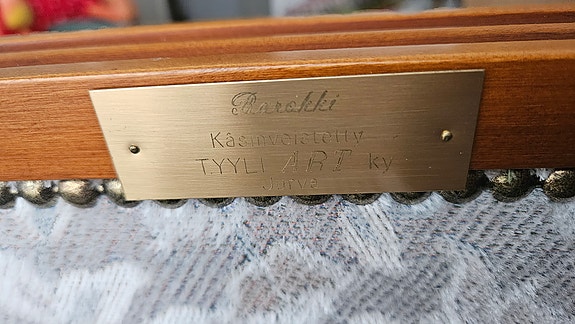 Barokki
Käsinveistetty
TYYLI ART ky
Jurva